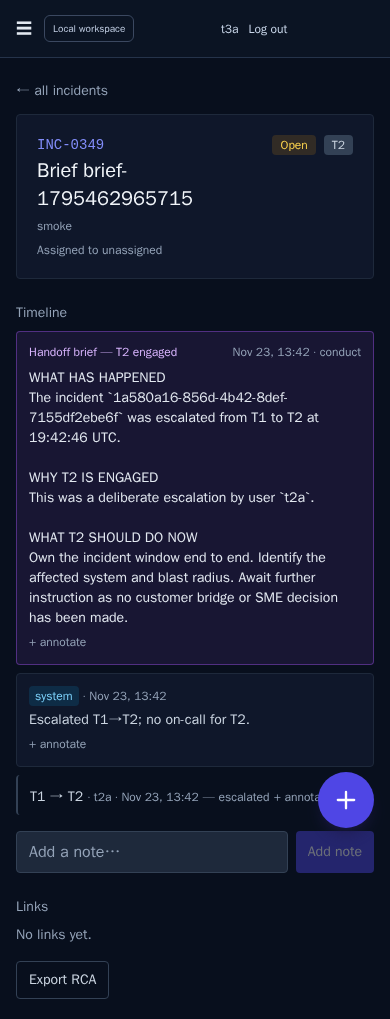 ☰ Local workspace t3a Log out
← all incidents
INC-0349 Open T2
Brief brief-
1795462965715
smoke
Assigned to unassigned
Timeline
Handoff brief — T2 engaged Nov 23, 13:42 · conduct
WHAT HAS HAPPENED
The incident `1a580a16-856d-4b42-8def-
7155df2ebe6f` was escalated from T1 to T2 at
19:42:46 UTC.
WHY T2 IS ENGAGED
This was a deliberate escalation by user `t2a`.
WHAT T2 SHOULD DO NOW
Own the incident window end to end. Identify the
affected system and blast radius. Await further
instruction as no customer bridge or SME decision
has been made.
+ annotate
system · Nov 23, 13:42
Escalated T1→T2; no on-call for T2.
+ annotate
T1 → T2 · t2a · Nov 23, 13:42 — escalated + annota
+
Add a note… Add note
Links
No links yet.
Export RCA